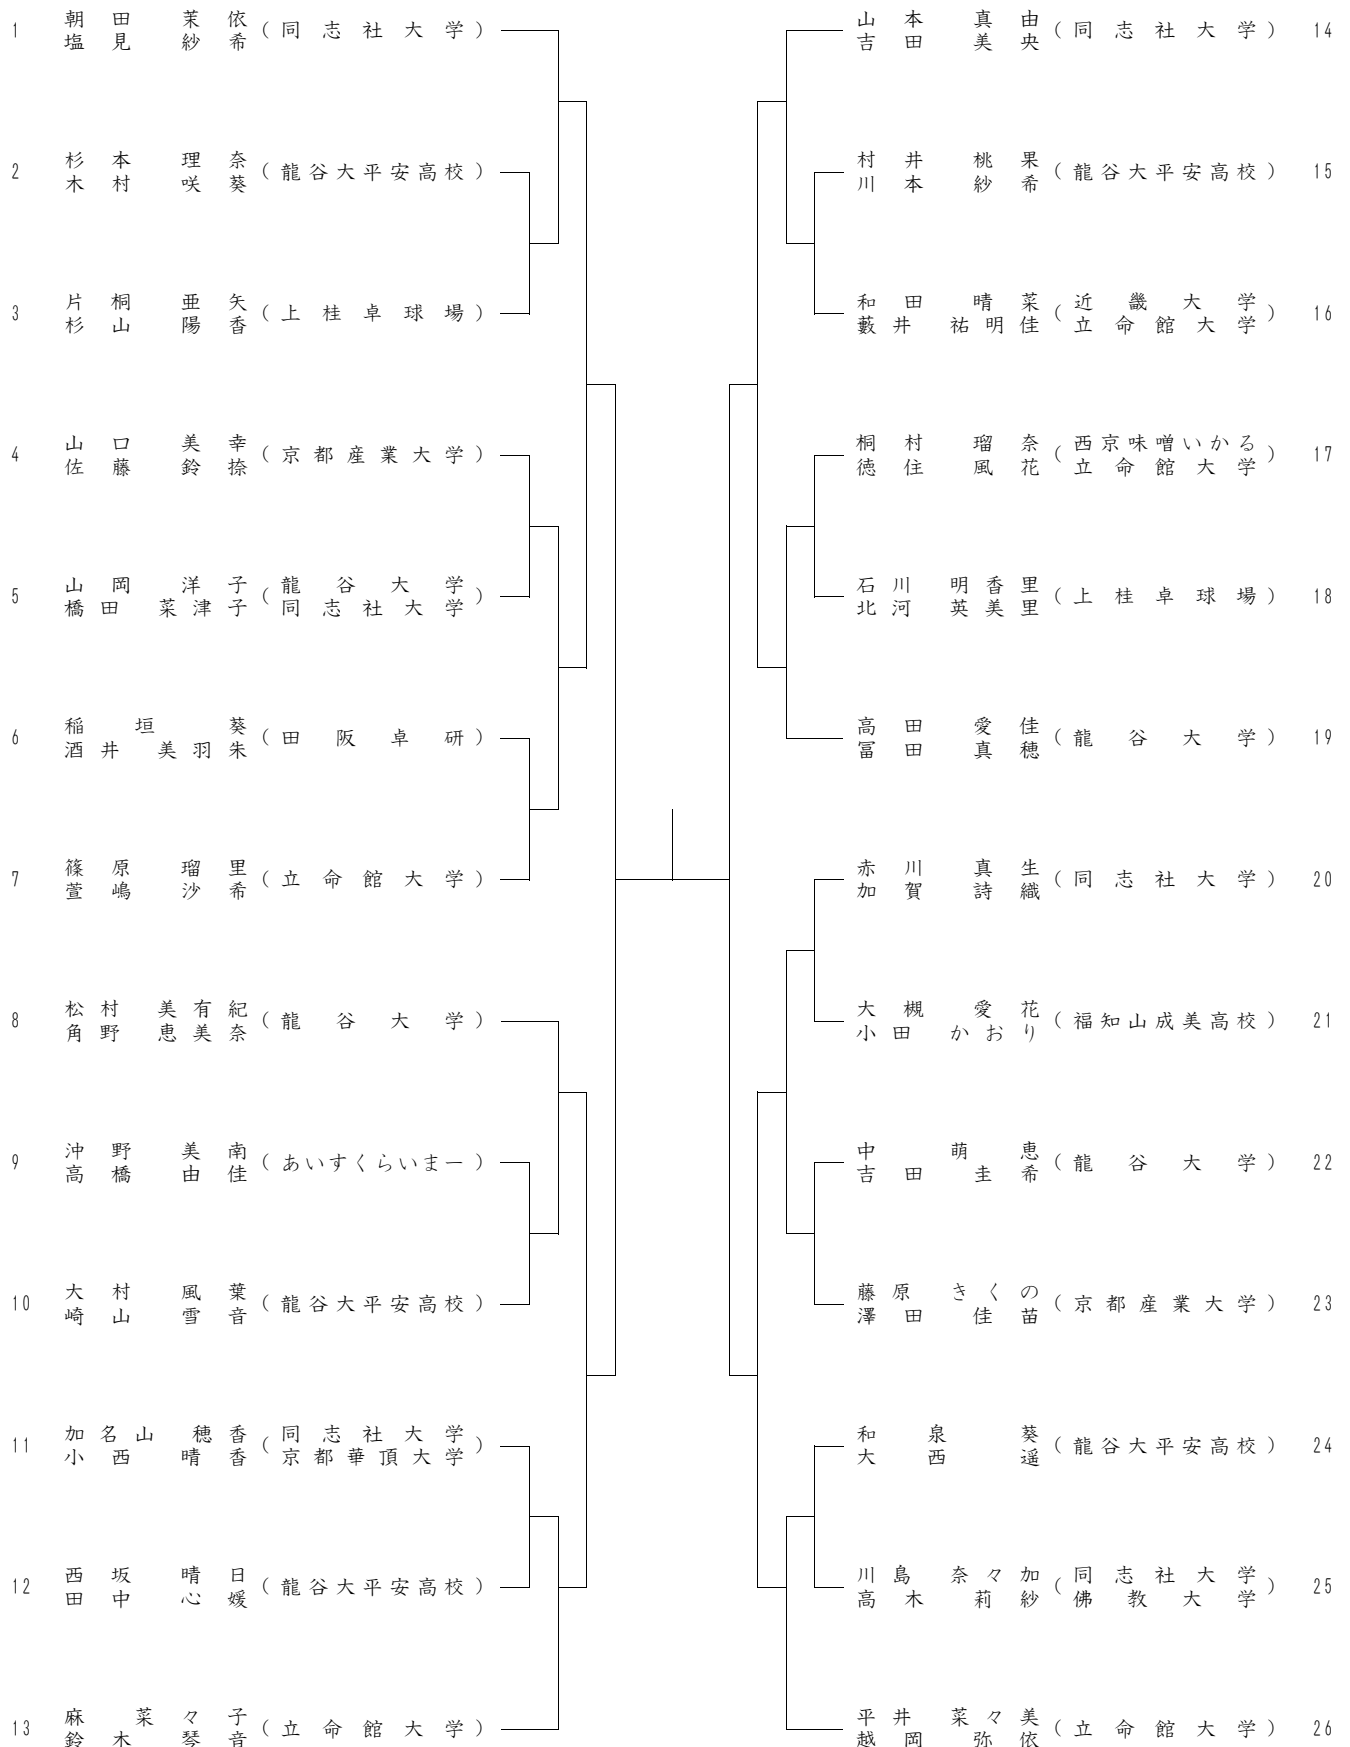 朝田 茉依
1 (同志社大学)
塩見 紗希
杉本 理奈
2 (龍谷大平安高校)
木村 咲葵
片桐 亜矢
3 (上桂卓球場)
杉山 陽香
山口 美幸
4 (京都産業大学)
佐藤 鈴捺
山岡 洋子 龍谷大学
5 ( )
橋田 菜津子 同志社大学
稲垣 葵
6 (田阪卓研)
酒井 美羽朱
篠原 瑠里
7 (立命館大学)
萱嶋 沙希
松村 美有紀
8 (龍谷大学)
角野 恵美奈
沖野 美南
9 (あいすくらいまー)
高橋 由佳
大村 風葉
10 (龍谷大平安高校)
崎山 雪音
加名山 穂香 同志社大学
11 ( )
小西 晴香 京都華頂大学
西坂 晴日
12 (龍谷大平安高校)
田中 心媛
麻 菜々子
13 (立命館大学)
鈴木 琴音
山本 真由
(同志社大学) 14
吉田 美央
村井 桃果
(龍谷大平安高校) 15
川本 紗希
和田 晴菜 近畿大学
( ) 16
藪井 祐明佳 立命館大学
桐村 瑠奈 西京味噌いかる
( ) 17
徳住 風花 立命館大学
石川 明香里
(上桂卓球場) 18
北河 英美里
高田 愛佳
(龍谷大学) 19
冨田 真穂
赤川 真生
(同志社大学) 20
加賀 詩織
大槻 愛花
(福知山成美高校) 21
小田 かおり
中 萌恵
(龍谷大学) 22
吉田 圭希
藤原 きくの
(京都産業大学) 23
澤田 佳苗
和泉 葵
(龍谷大平安高校) 24
大西 遥
川島 奈々加 同志社大学
( ) 25
高木 莉紗 佛教大学
平井 菜々美
(立命館大学) 26
越岡 弥依